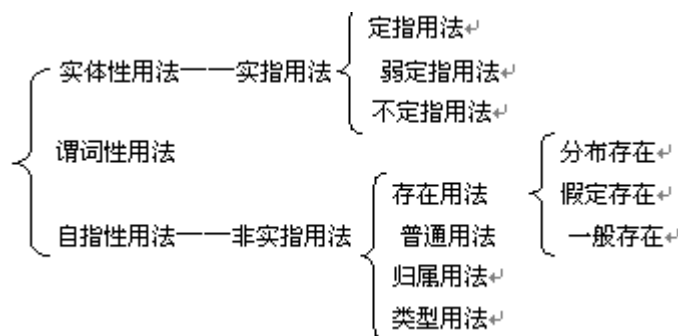 定指用法
实体性用法——实指用法
弱定指用法
不定指用法
谓词性用法
分布存在
存在用法
假定存在
自指性用法——非实指用法
普通用法
一般存在
归属用法
类型用法